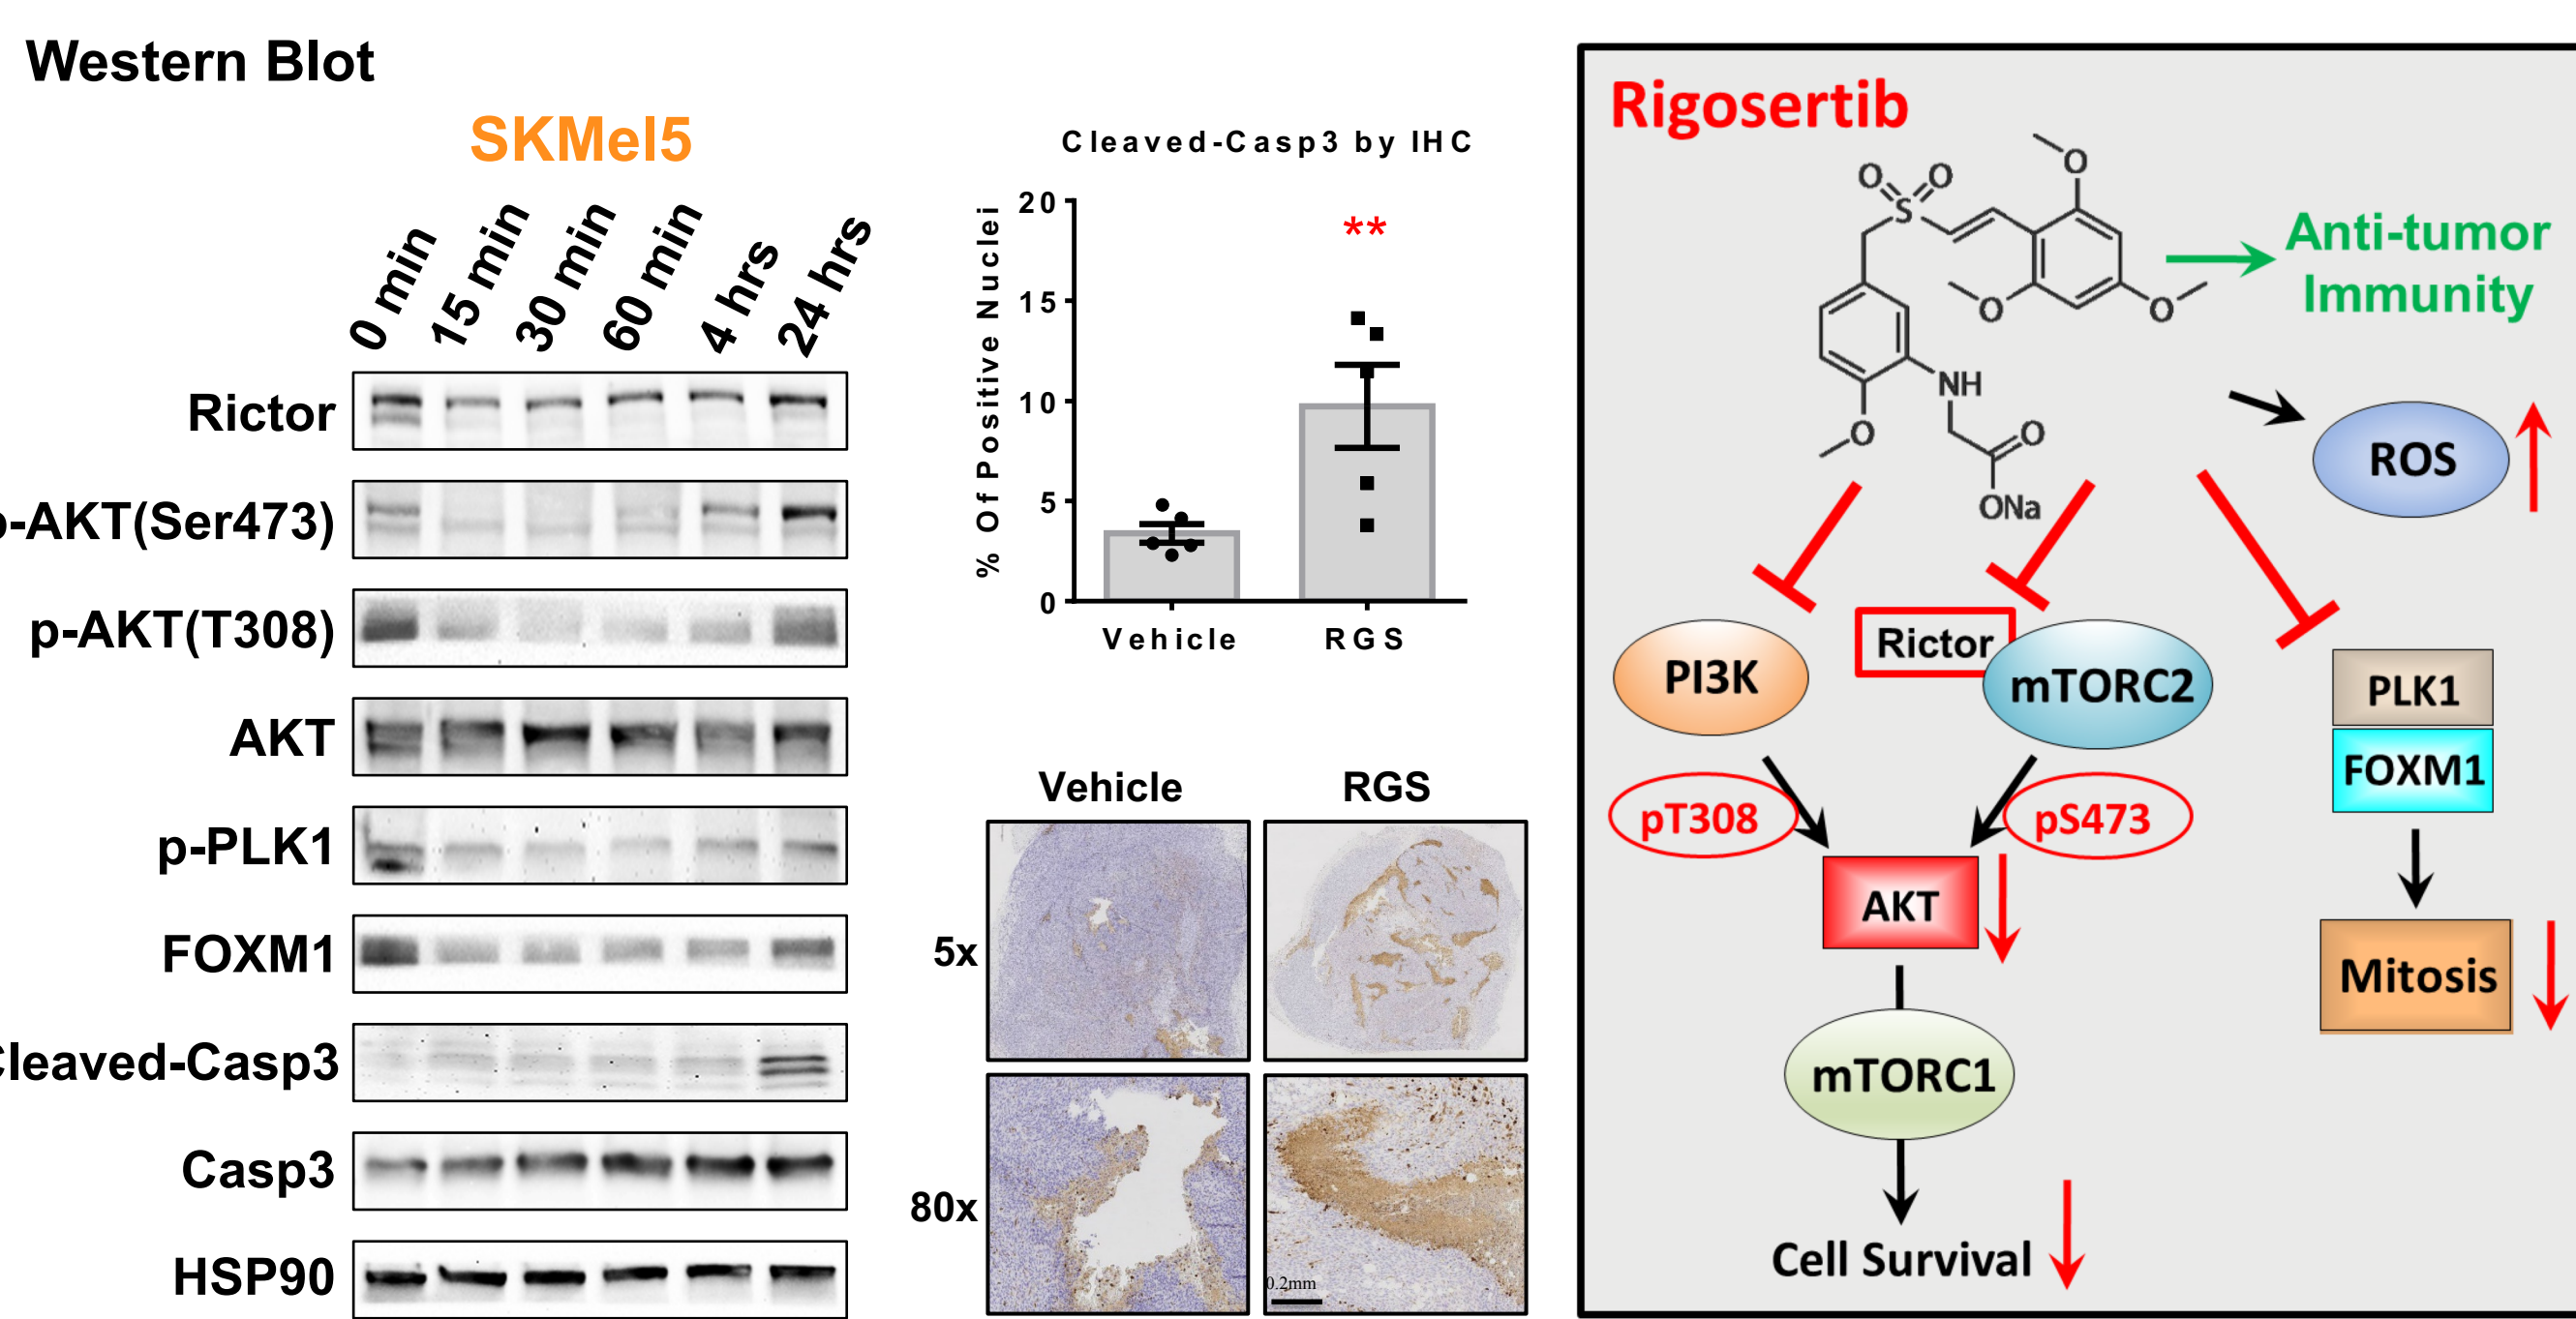 Western Blot
SKMel5
0 min
15 min
30 min
60 min
4 hrs
24 hrs
Rictor
p-AKT(Ser473)
p-AKT(T308)
AKT
p-PLK1
FOXM1
Cleaved-Casp3
Casp3
HSP90
Cleaved-Casp3 by IHC
% Of Positive Nuclei
20
15
10
5
0
Vehicle
RGS
**
Vehicle
RGS
5x
80x
0.2mm
Rigosertib
O
O
S
O
O
O
NH
O
O
ONa
Anti-tumor
Immunity
ROS
PI3K
Rictor
mTORC2
PLK1
FOXM1
pT308
pS473
AKT
Mitosis
mTORC1
Cell Survival